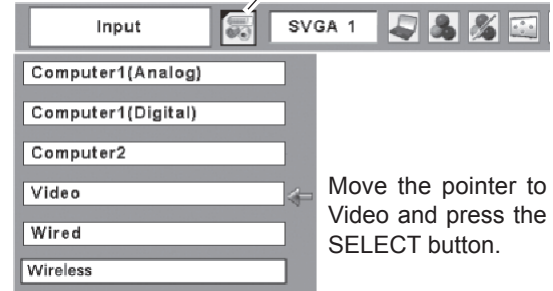 Input
SVGA 1
Computer1(Analog)
Computer1(Digital)
Computer2
Video
Wired
Wireless
Move the pointer to
Video and press the
SELECT button.